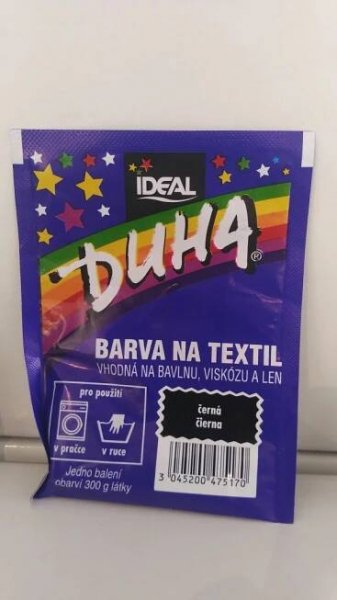 IDEAL
DUHA®
BARVA NA TEXTIL
VHODNÁ NA BAVLNU, VISKÓZU A LEN
pro použití
v pračce
v ruce
černá
čierna
Jedno balení
obarví 300 g látky
3 045200 475170